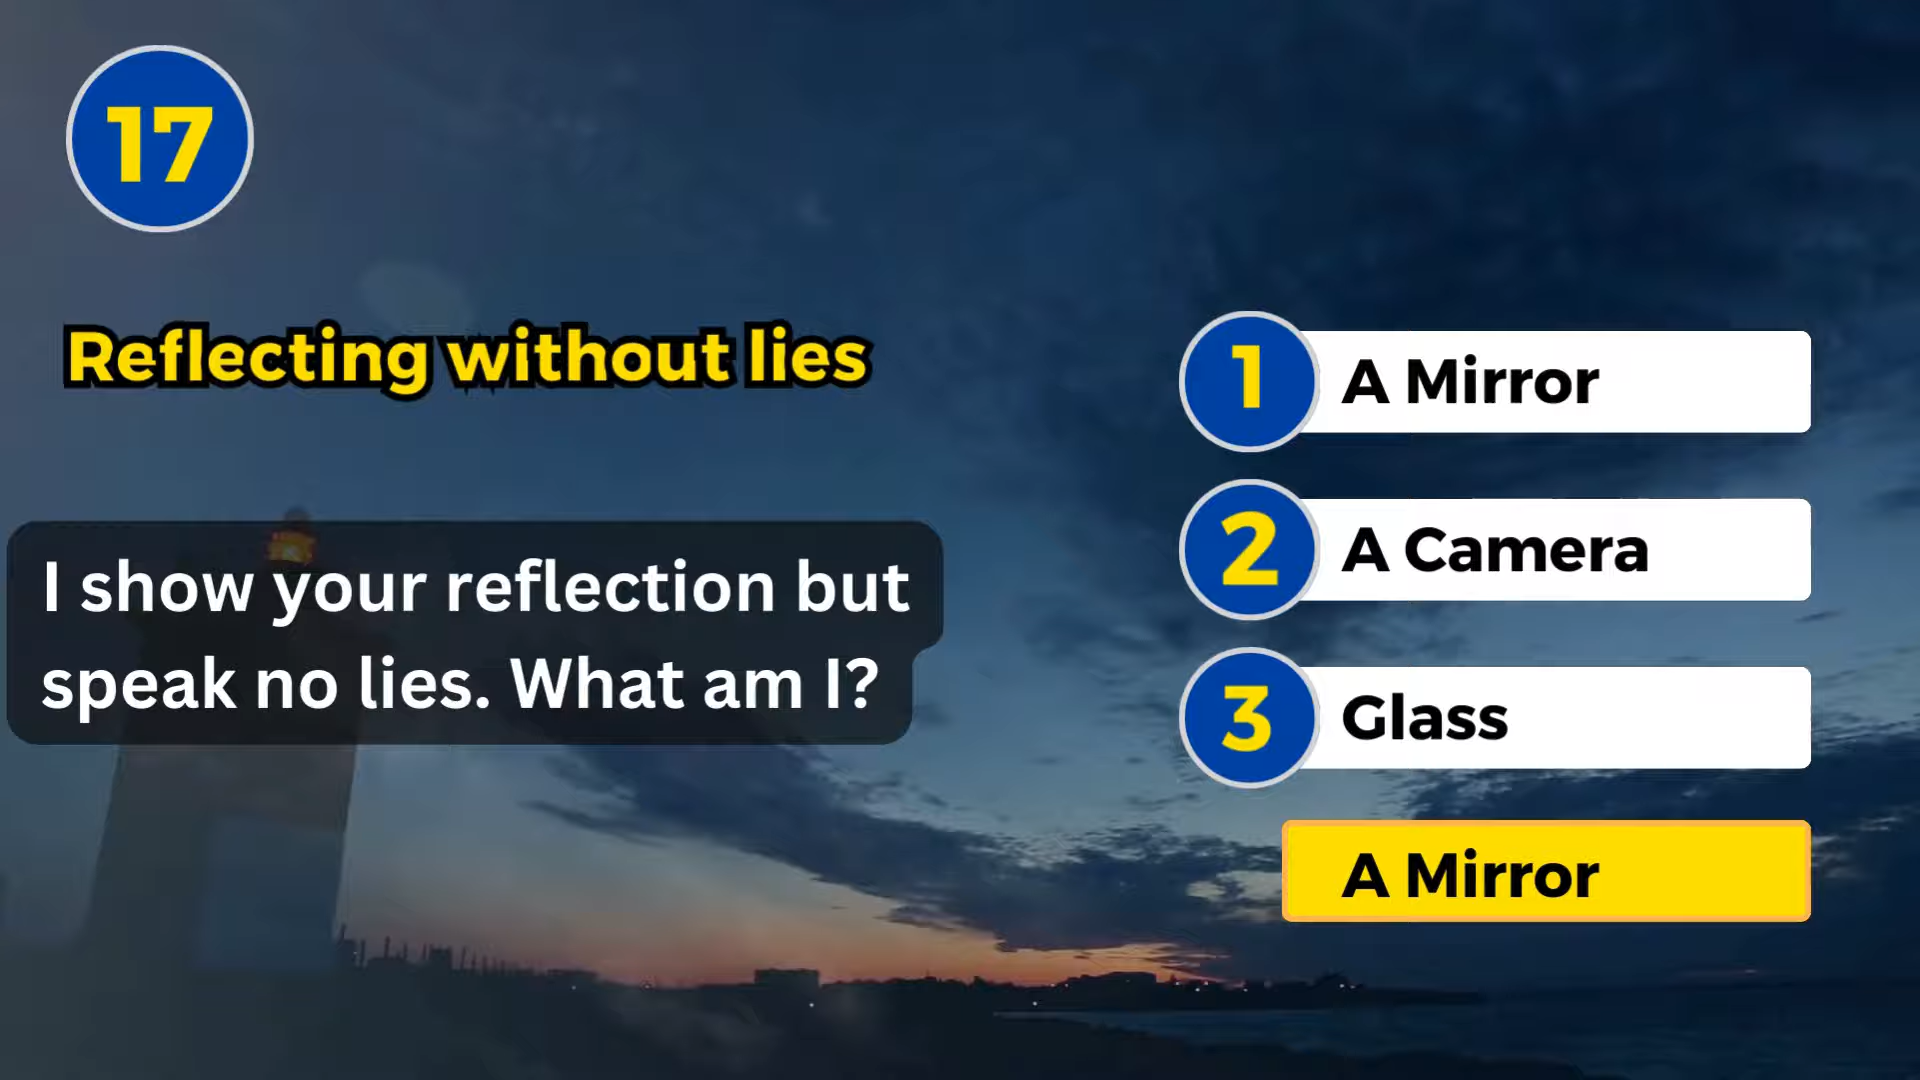 17
Reflecting without lies
I show your reflection but
speak no lies. What am I?
1 A Mirror
2 A Camera
3 Glass
A Mirror